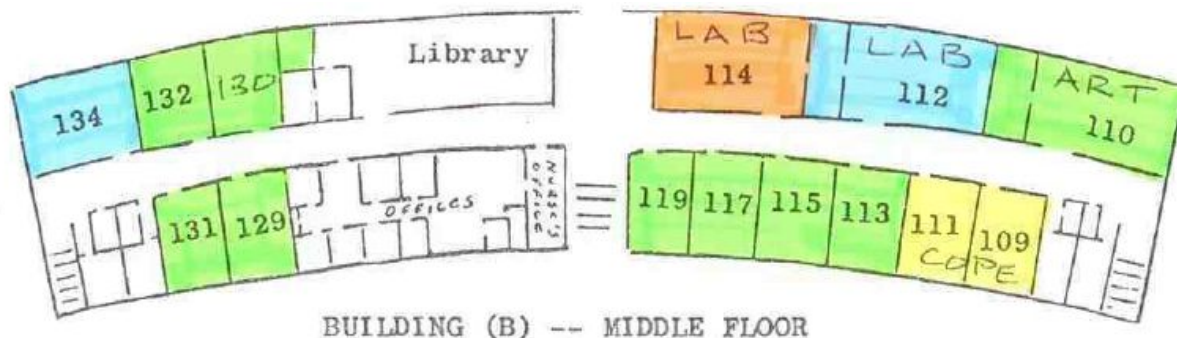 134
132
130
Library
LAB
114
LAB
112
ART
110
131
129
OFFICES
OFFICE
119
117
115
113
111
109
COPE
BUILDING (B) -- MIDDLE FLOOR